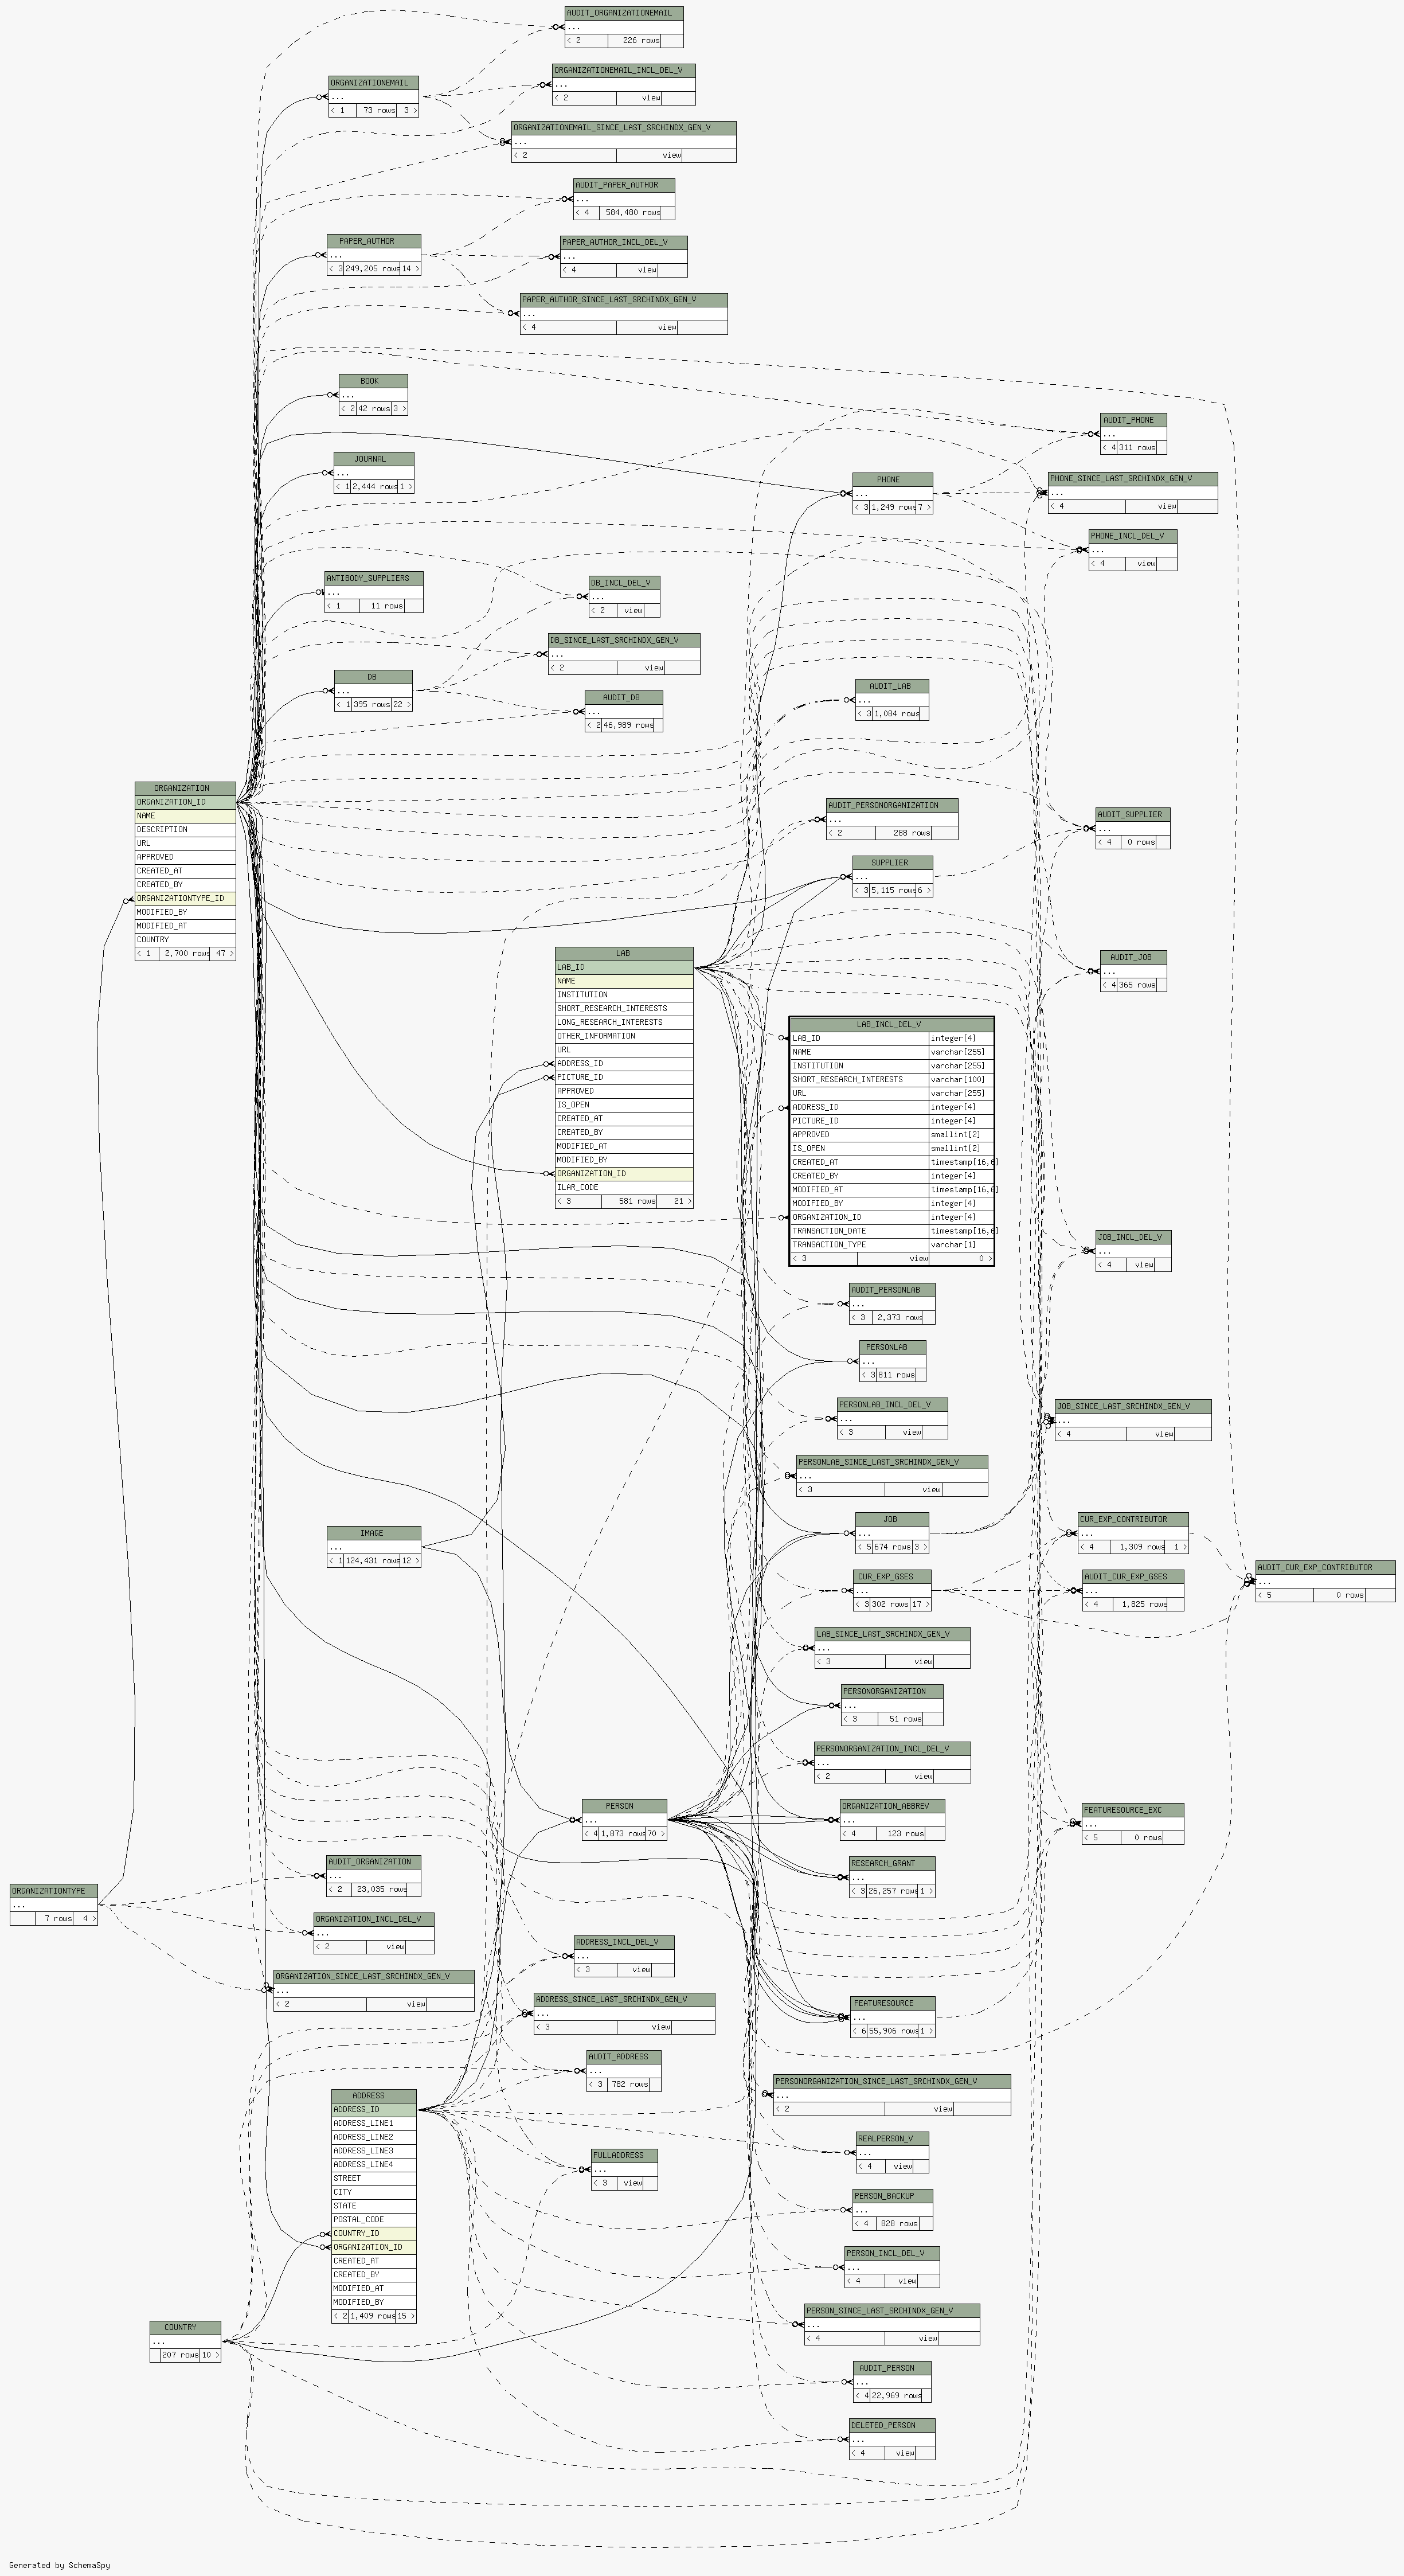 AUDIT_ORGANIZATIONEMAIL
...
< 2 226 rows
ORGANIZATIONEMAIL_INCL_DEL_V
...
< 2 view
ORGANIZATIONEMAIL
...
< 1 73 rows 3 >
ORGANIZATIONEMAIL_SINCE_LAST_SRCHINDX_GEN_V
...
< 2 view
AUDIT_PAPER_AUTHOR
...
< 4 584,480 rows
PAPER_AUTHOR
...
< 3 249,205 rows 14 >
PAPER_AUTHOR_INCL_DEL_V
...
< 4 view
PAPER_AUTHOR_SINCE_LAST_SRCHINDX_GEN_V
...
< 4 view
BOOK
...
< 2 42 rows 3 >
AUDIT_PHONE
...
< 4 311 rows
JOURNAL
...
< 1 2,444 rows 1 >
PHONE
...
< 3 1,249 rows 7 >
PHONE_SINCE_LAST_SRCHINDX_GEN_V
...
< 4 view
PHONE_INCL_DEL_V
...
< 4 view
ANTIBODY_SUPPLIERS
...
< 1 11 rows
DB_INCL_DEL_V
...
< 2 view
DB_SINCE_LAST_SRCHINDX_GEN_V
...
< 2 view
DB
...
< 1 395 rows 22 >
AUDIT_LAB
...
< 3 1,084 rows
AUDIT_DB
...
< 2 46,989 rows
ORGANIZATION
ORGANIZATION_ID
NAME
DESCRIPTION
URL
APPROVED
CREATED_AT
CREATED_BY
ORGANIZATIONTYPE_ID
MODIFIED_BY
MODIFIED_AT
COUNTRY
< 1 2,700 rows 47 >
AUDIT_PERSONORGANIZATION
...
< 2 288 rows
AUDIT_SUPPLIER
...
< 4 0 rows
SUPPLIER
...
< 3 5,115 rows 6 >
LAB
LAB_ID
NAME
INSTITUTION
SHORT_RESEARCH_INTERESTS
LONG_RESEARCH_INTERESTS
OTHER_INFORMATION
URL
ADDRESS_ID
PICTURE_ID
APPROVED
IS_OPEN
CREATED_AT
CREATED_BY
MODIFIED_AT
MODIFIED_BY
ORGANIZATION_ID
ILAR_CODE
< 3 581 rows 21 >
AUDIT_JOB
...
< 4 365 rows
LAB_INCL_DEL_V
LAB_ID integer[4]
NAME varchar[255]
INSTITUTION varchar[255]
SHORT_RESEARCH_INTERESTS varchar[100]
URL varchar[255]
ADDRESS_ID integer[4]
PICTURE_ID integer[4]
APPROVED smallint[2]
IS_OPEN smallint[2]
CREATED_AT timestamp[16,6]
CREATED_BY integer[4]
MODIFIED_AT timestamp[16,6]
MODIFIED_BY integer[4]
ORGANIZATION_ID integer[4]
TRANSACTION_DATE timestamp[16,6]
TRANSACTION_TYPE varchar[1]
< 3 view 0 >
JOB_INCL_DEL_V
...
< 4 view
AUDIT_PERSONLAB
...
< 3 2,373 rows
PERSONLAB
...
< 3 811 rows
PERSONLAB_INCL_DEL_V
...
< 3 view
JOB_SINCE_LAST_SRCHINDX_GEN_V
...
< 4 view
PERSONLAB_SINCE_LAST_SRCHINDX_GEN_V
...
< 3 view
IMAGE
...
< 1 124,431 rows 12 >
JOB
...
< 5 674 rows 3 >
CUR_EXP_CONTRIBUTOR
...
< 4 1,309 rows 1 >
AUDIT_CUR_EXP_CONTRIBUTOR
...
< 5 0 rows
CUR_EXP_GSES
...
< 3 302 rows 17 >
AUDIT_CUR_EXP_GSES
...
< 4 1,825 rows
LAB_SINCE_LAST_SRCHINDX_GEN_V
...
< 3 view
PERSONORGANIZATION
...
< 3 51 rows
PERSONORGANIZATION_INCL_DEL_V
...
< 2 view
PERSON
...
< 4 1,873 rows 70 >
ORGANIZATION_ABBREV
...
< 4 123 rows
FEATURESOURCE_EXC
...
< 5 0 rows
AUDIT_ORGANIZATION
...
< 2 23,035 rows
RESEARCH_GRANT
...
< 3 26,257 rows 1 >
ORGANIZATIONTYPE
...
7 rows 4 >
ORGANIZATION_INCL_DEL_V
...
< 2 view
ADDRESS_INCL_DEL_V
...
< 3 view
ORGANIZATION_SINCE_LAST_SRCHINDX_GEN_V
...
< 2 view
ADDRESS_SINCE_LAST_SRCHINDX_GEN_V
...
< 3 view
FEATURESOURCE
...
< 6 55,906 rows 1 >
AUDIT_ADDRESS
...
< 3 782 rows
PERSONORGANIZATION_SINCE_LAST_SRCHINDX_GEN_V
...
< 2 view
ADDRESS
ADDRESS_ID
ADDRESS_LINE1
ADDRESS_LINE2
ADDRESS_LINE3
ADDRESS_LINE4
STREET
CITY
STATE
POSTAL_CODE
COUNTRY_ID
ORGANIZATION_ID
CREATED_AT
CREATED_BY
MODIFIED_AT
MODIFIED_BY
< 2 1,409 rows 15 >
REALPERSON_V
...
< 4 view
FULLADDRESS
...
< 3 view
PERSON_BACKUP
...
< 4 828 rows
PERSON_INCL_DEL_V
...
< 4 view
PERSON_SINCE_LAST_SRCHINDX_GEN_V
...
< 4 view
COUNTRY
...
207 rows 10 >
AUDIT_PERSON
...
< 4 22,969 rows
DELETED_PERSON
...
< 4 view
Generated by SchemaSpy